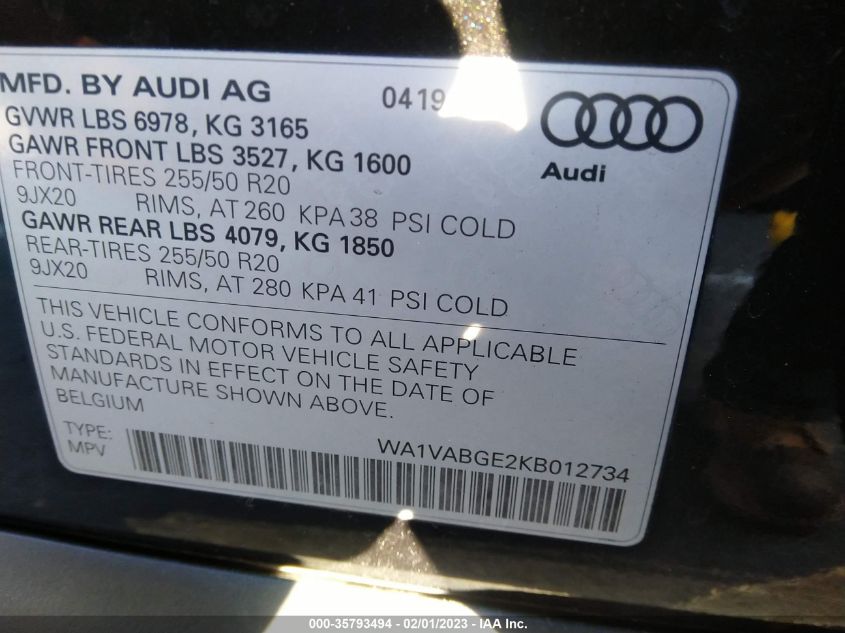 MFD. BY AUDI AG 0419
GVWR LBS 6978, KG 3165
GAWR FRONT LBS 3527, KG 1600
FRONT-TIRES 255/50 R20
9JX20 RIMS, AT 260 KPA 38 PSI COLD
GAWR REAR LBS 4079, KG 1850
REAR-TIRES 255/50 R20
9JX20 RIMS, AT 280 KPA 41 PSI COLD
Audi
THIS VEHICLE CONFORMS TO ALL APPLICABLE
U.S. FEDERAL MOTOR VEHICLE SAFETY
STANDARDS IN EFFECT ON THE DATE OF
MANUFACTURE SHOWN ABOVE.
BELGIUM
TYPE:
MPV
WA1VABGE2KB012734
000-35793494 - 02/01/2023 - IAA Inc.